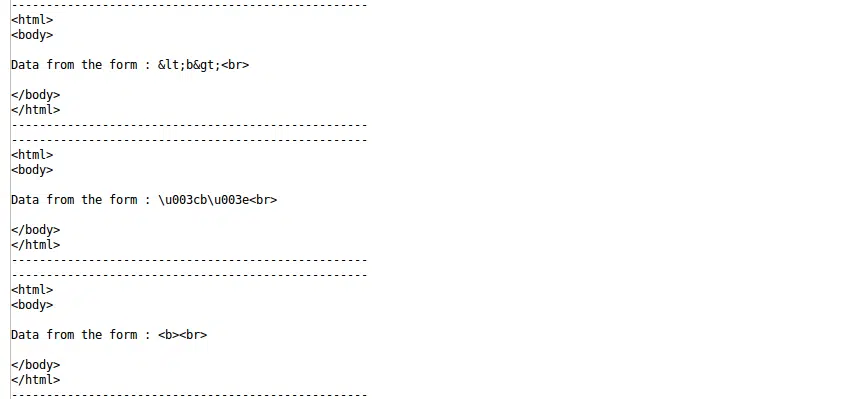 ---------------------------------------------------
<html>
<body>
Data from the form : &lt;b&gt;<br>
</body>
</html>
---------------------------------------------------
---------------------------------------------------
<html>
<body>
Data from the form : \u003cb\u003e<br>
</body>
</html>
---------------------------------------------------
---------------------------------------------------
<html>
<body>
Data from the form : <b><br>
</body>
</html>
---------------------------------------------------